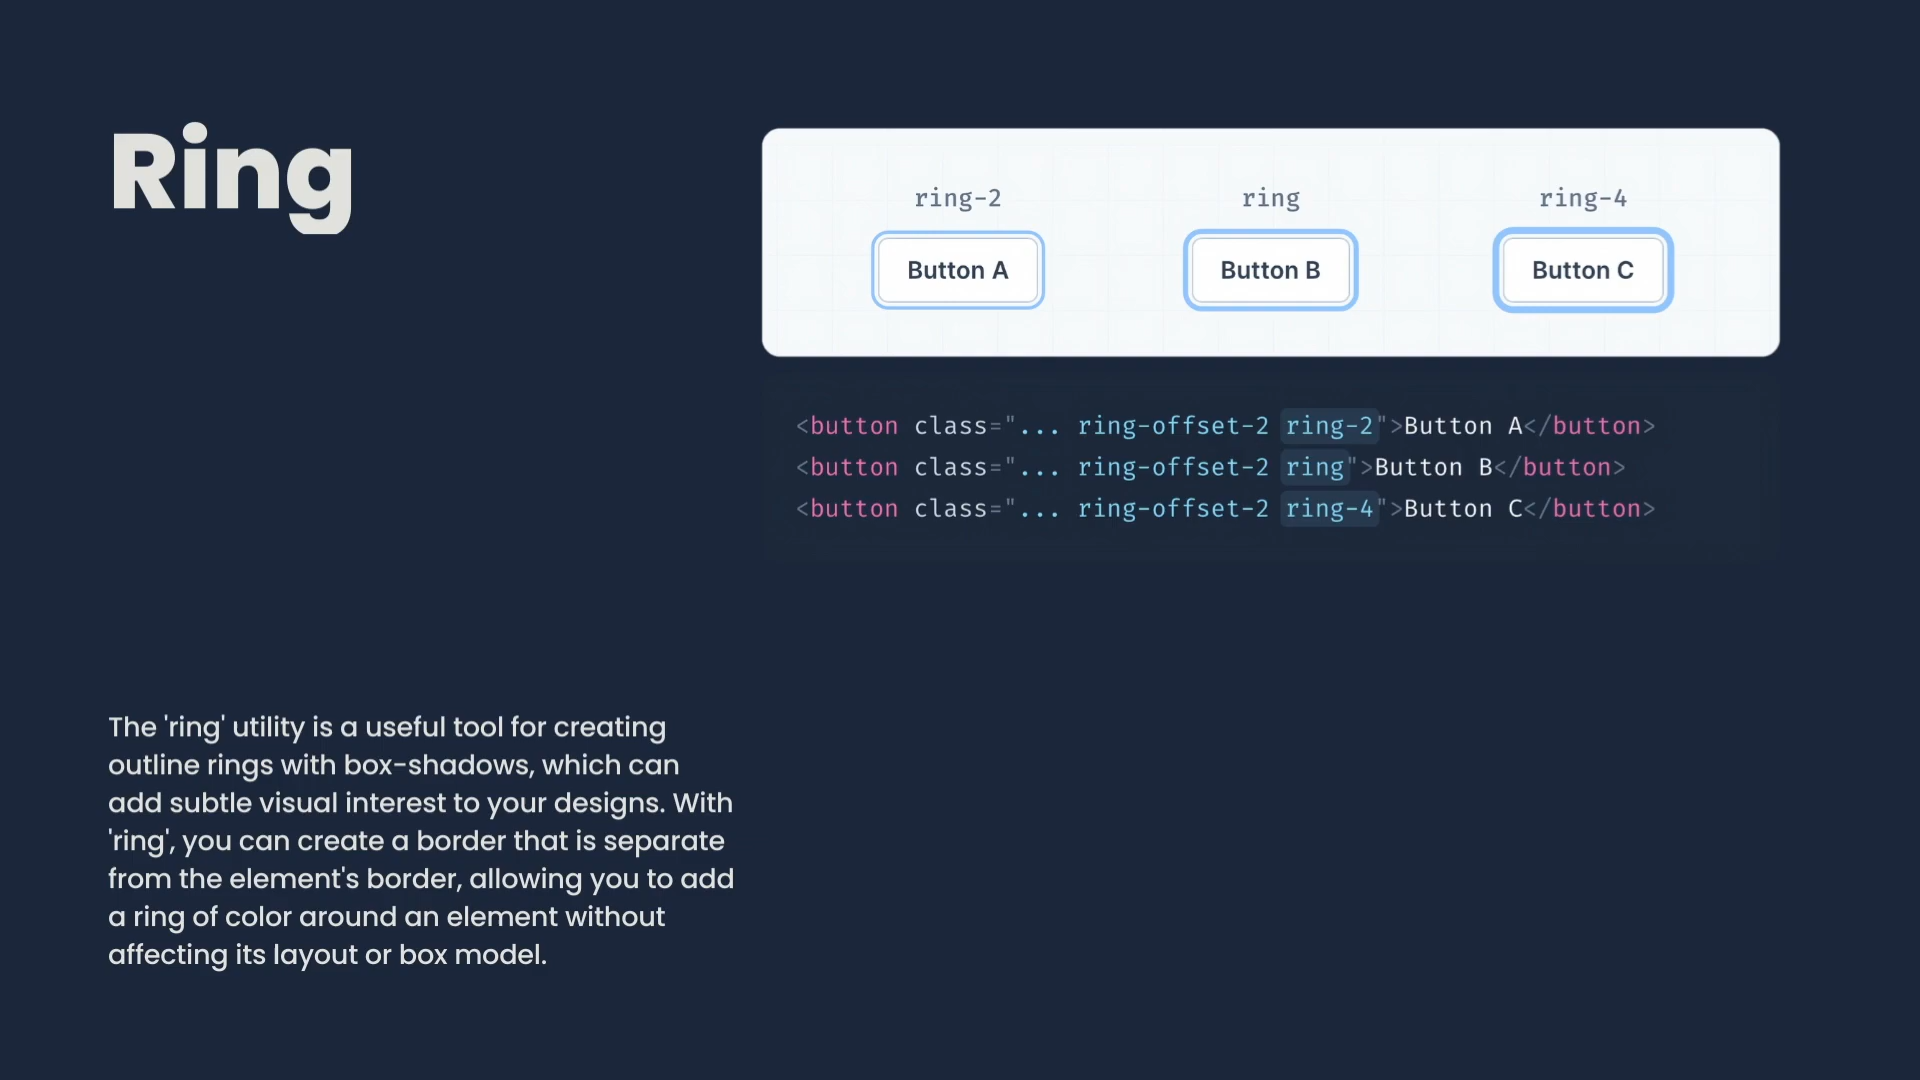 Ring
ring-2 ring ring-4
Button A Button B Button C
<button class="... ring-offset-2 ring-2">Button A</button>
<button class="... ring-offset-2 ring">Button B</button>
<button class="... ring-offset-2 ring-4">Button C</button>
The 'ring' utility is a useful tool for creating
outline rings with box-shadows, which can
add subtle visual interest to your designs. With
'ring', you can create a border that is separate
from the element's border, allowing you to add
a ring of color around an element without
affecting its layout or box model.